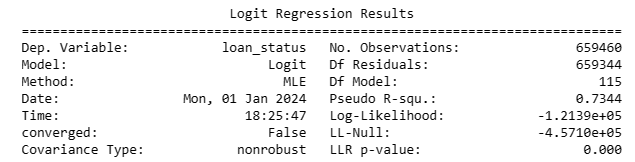 Logit Regression Results
==============================================================================
Dep. Variable: loan_status No. Observations: 659460
Model: Logit Df Residuals: 659344
Method: MLE Df Model: 115
Date: Mon, 01 Jan 2024 Pseudo R-squ.: 0.7344
Time: 18:25:47 Log-Likelihood: -1.2139e+05
converged: False LL-Null: -4.5710e+05
Covariance Type: nonrobust LLR p-value: 0.000